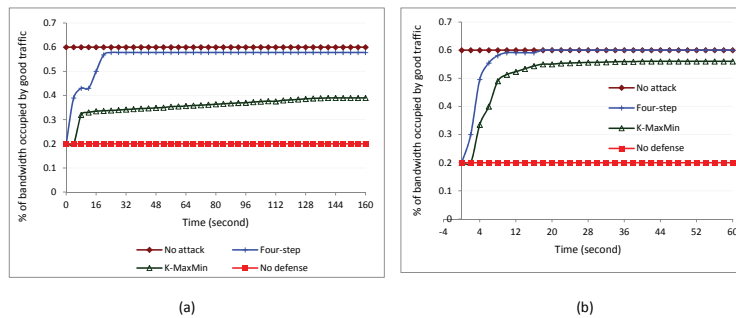 % of bandwidth occupied by good traffic
0.7
0.6
0.5
0.4
0.3
0.2
0.1
0
0 16 32 48 64 80 96 112 128 144 160
Time (second)
No attack
Four-step
K-MaxMin
No defense
(a)
% of bandwidth occupied by good traffic
0.7
0.6
0.5
0.4
0.3
0.2
0.1
0
-4 4 12 20 28 36 44 52 60
Time (second)
No attack
Four-step
K-MaxMin
No defense
(b)